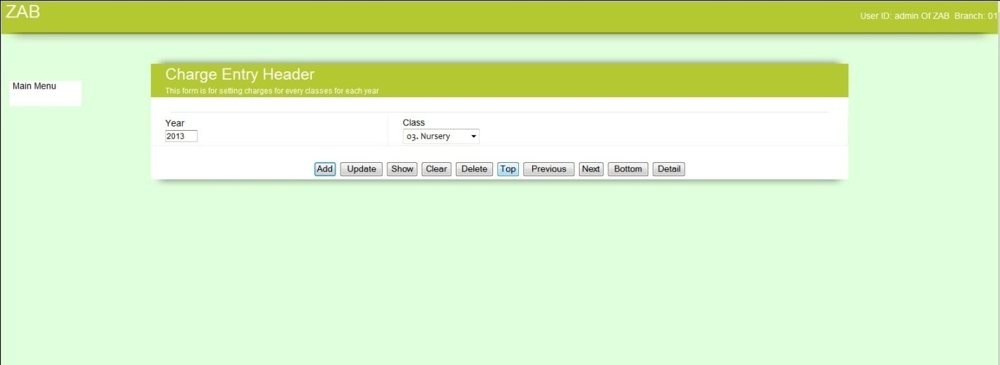 ZAB
User ID: admin Of ZAB Branch: 01
Main Menu
Charge Entry Header
This form is for setting charges for every classes for each year
Year
Class
2013
03. Nursery
Add Update Show Clear Delete Top Previous Next Bottom Detail